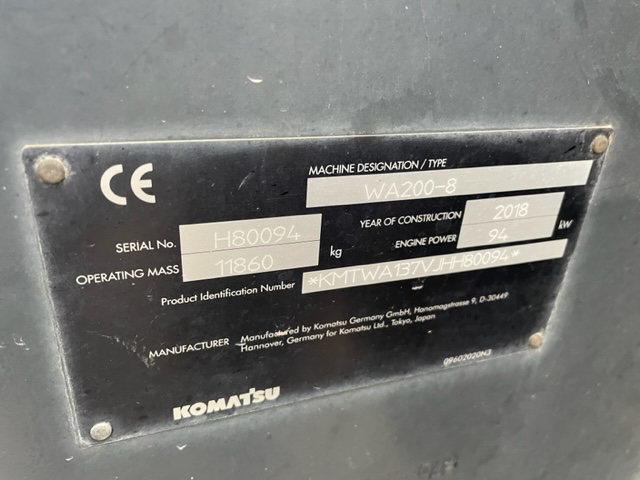 CE
MACHINE DESIGNATION / TYPE
WA200-8
SERIAL No. H80094
YEAR OF CONSTRUCTION 2018
OPERATING MASS 11860 kg
ENGINE POWER 94 kW
Product Identification Number *KMTWA137VJHH80094*
MANUFACTURER Manufactured by Komatsu Germany GmbH, Hanomagstrasse 9, D-30449
Hannover, Germany for Komatsu Ltd., Tokyo, Japan
KOMATSU
09602020N3